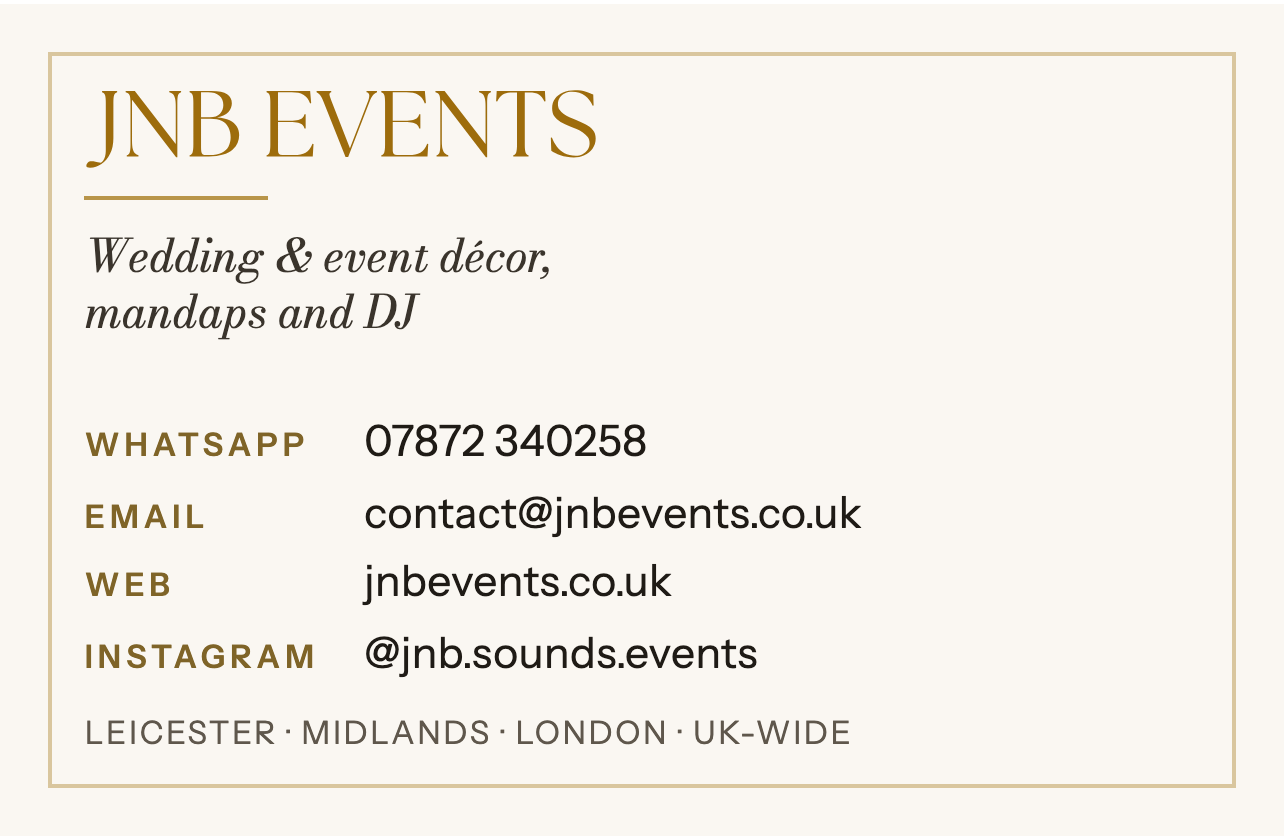 JNB EVENTS
Wedding & event décor,
mandaps and DJ
WHATSAPP 07872 340258
EMAIL contact@jnbevents.co.uk
WEB jnbevents.co.uk
INSTAGRAM @jnb.sounds.events
LEICESTER · MIDLANDS · LONDON · UK-WIDE